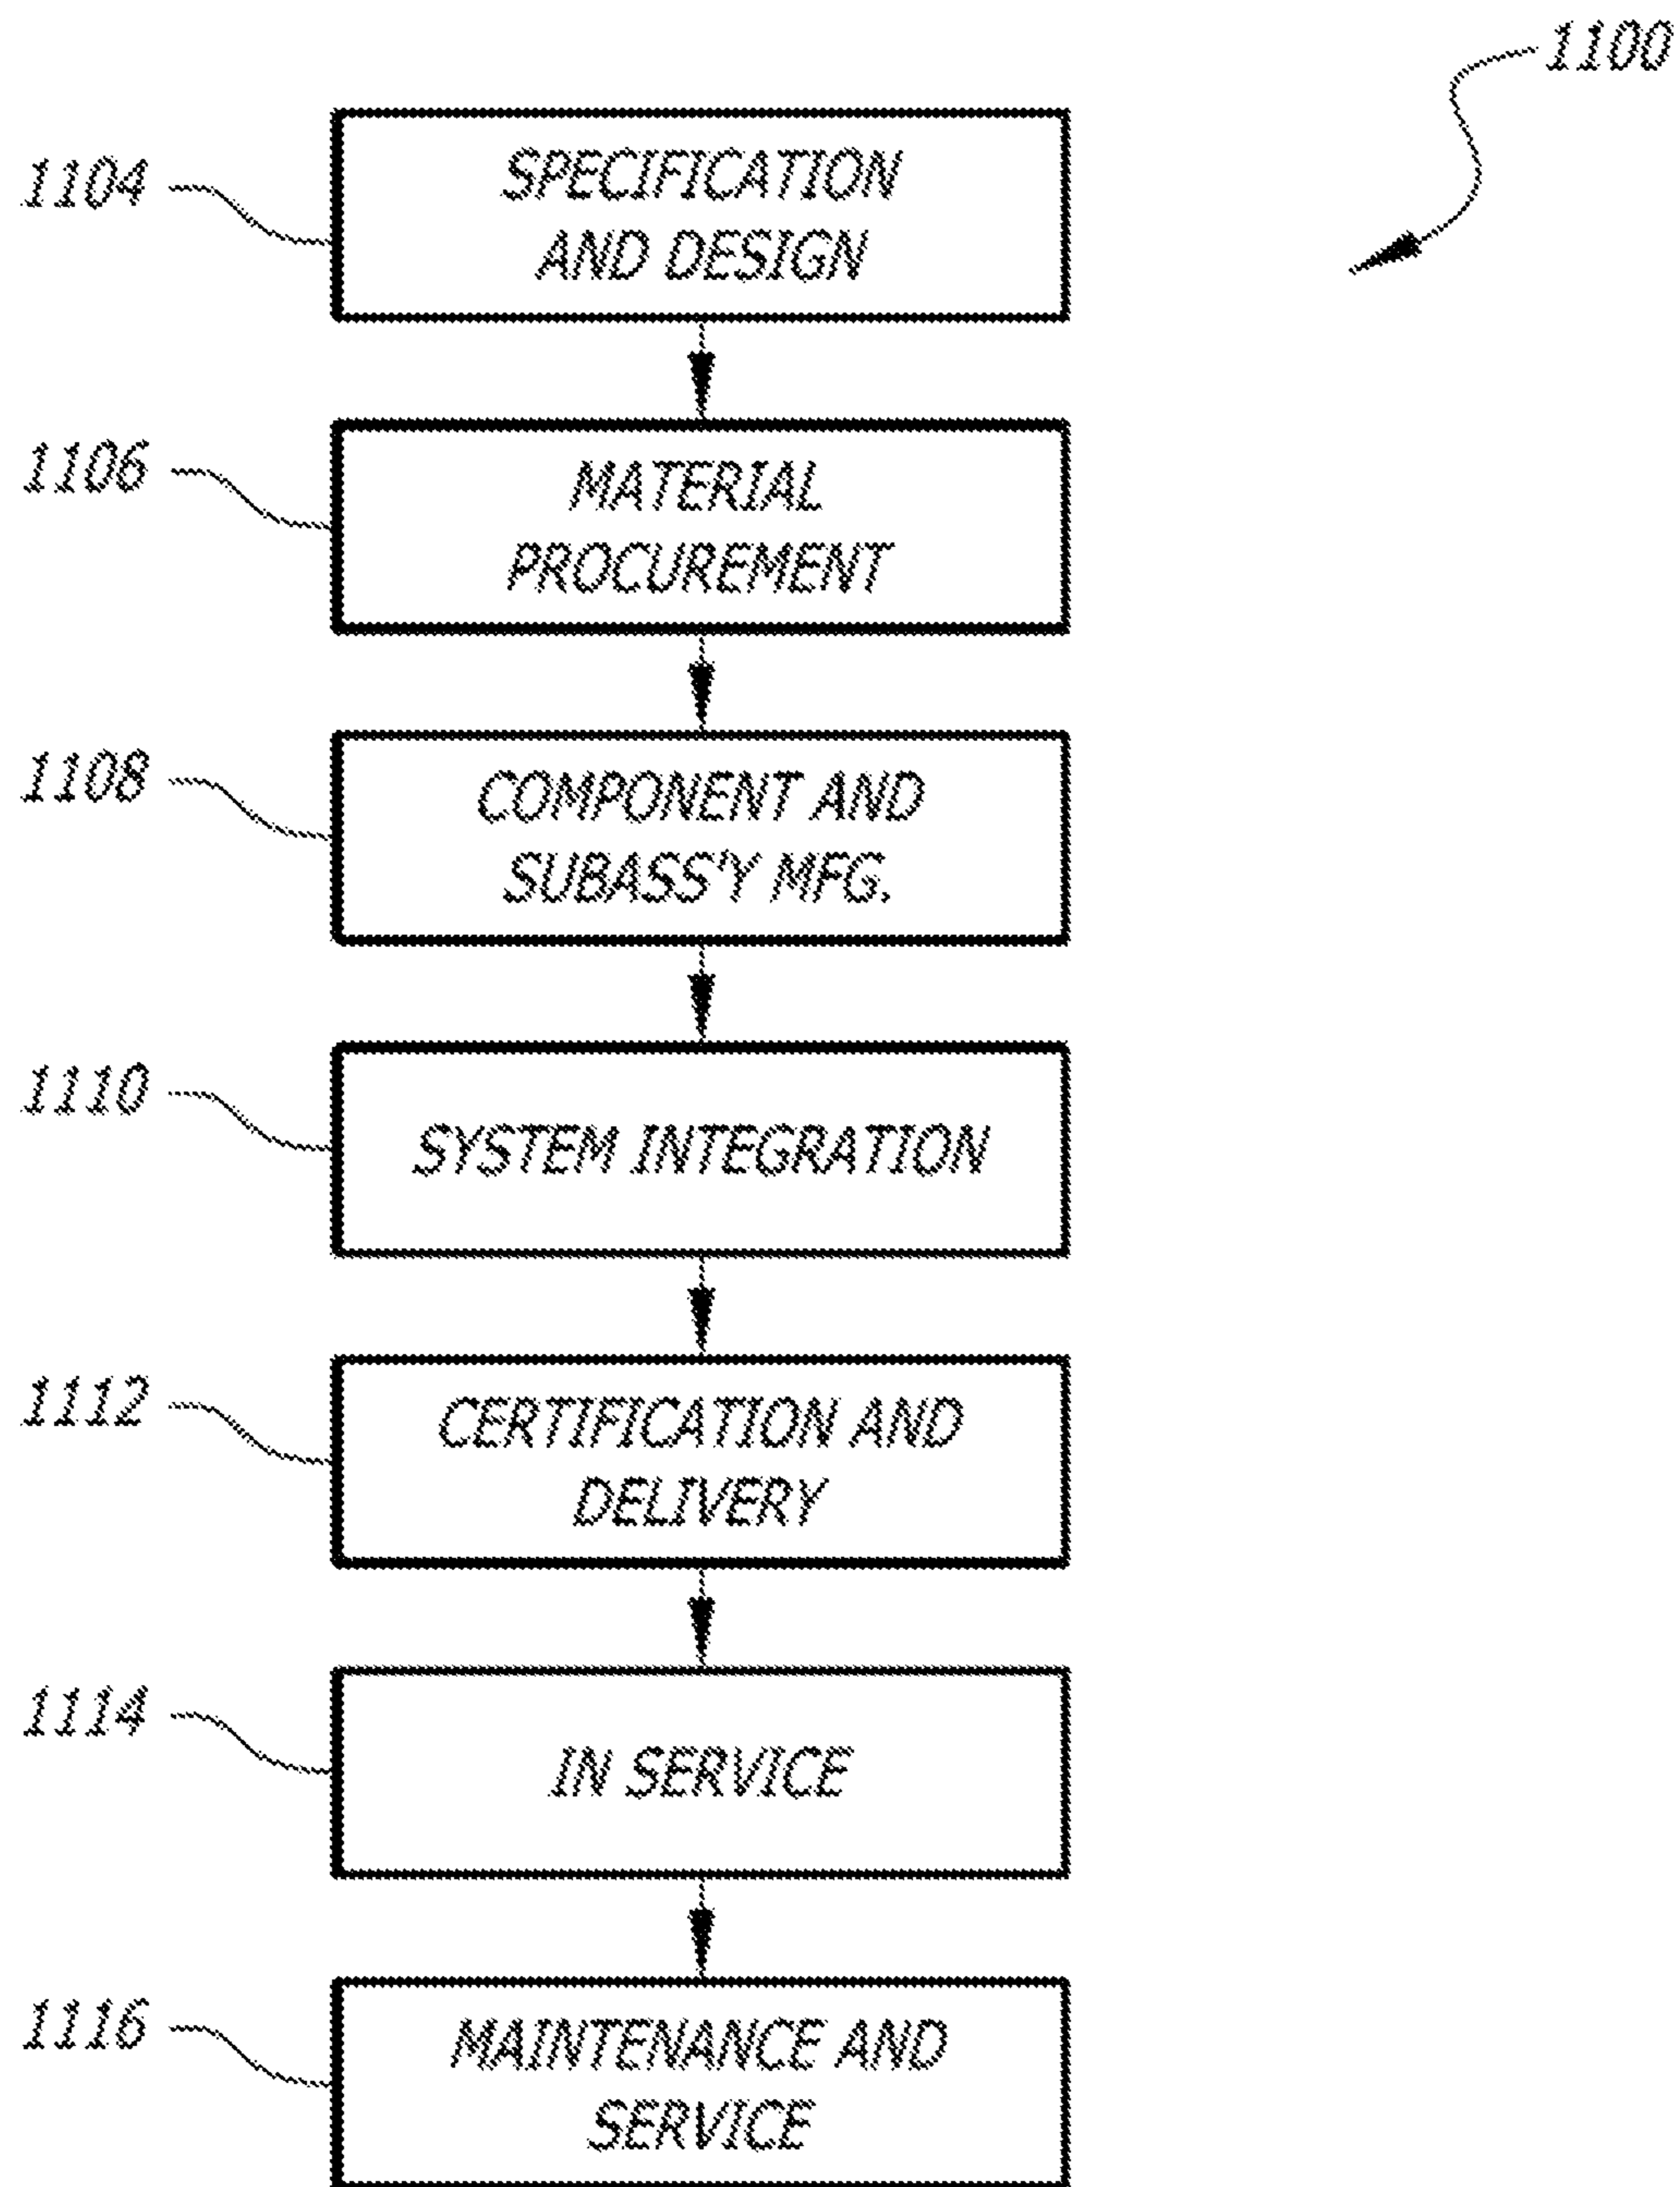 1100
1104
SPECIFICATION
AND DESIGN
1106
MATERIAL
PROCUREMENT
1108
COMPONENT AND
SUBASS'Y MFG.
1110
SYSTEM INTEGRATION
1112
CERTIFICATION AND
DELIVERY
1114
IN SERVICE
1116
MAINTENANCE AND
SERVICE